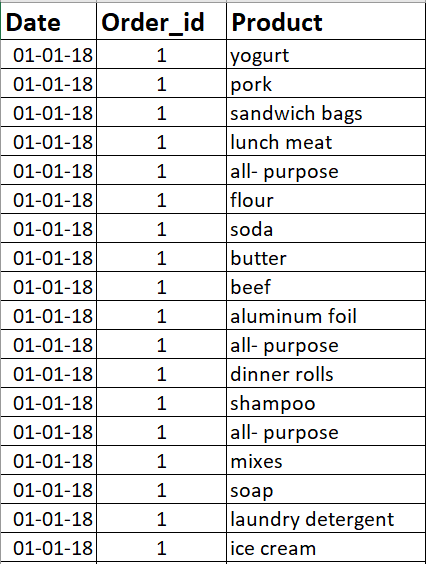 Date Order_id Product
01-01-18 1 yogurt
01-01-18 1 pork
01-01-18 1 sandwich bags
01-01-18 1 lunch meat
01-01-18 1 all- purpose
01-01-18 1 flour
01-01-18 1 soda
01-01-18 1 butter
01-01-18 1 beef
01-01-18 1 aluminum foil
01-01-18 1 all- purpose
01-01-18 1 dinner rolls
01-01-18 1 shampoo
01-01-18 1 all- purpose
01-01-18 1 mixes
01-01-18 1 soap
01-01-18 1 laundry detergent
01-01-18 1 ice cream